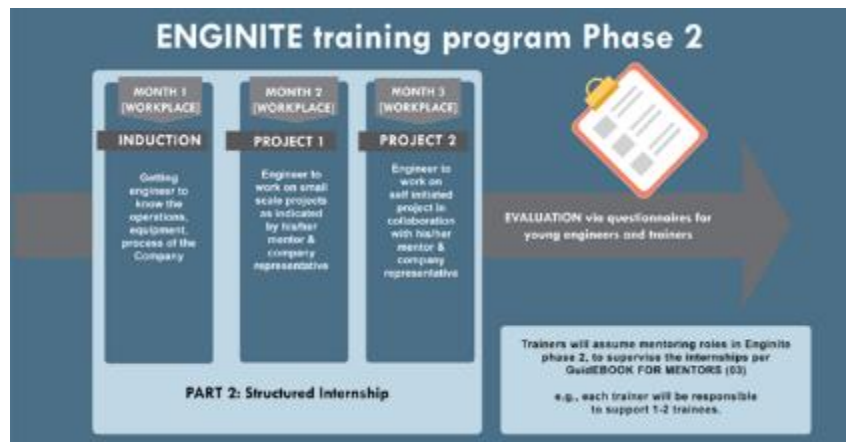 ENGINITE training program Phase 2
MONTH 1
[WORKPLACE]
INDUCTION
Getting
engineer to
know the
operations,
equipment,
process of the
Company
MONTH 2
[WORKPLACE]
PROJECT 1
Engineer to
work on small
scale projects
as indicated
by his/her
mentor &
company
representative
MONTH 3
[WORKPLACE]
PROJECT 2
Engineer to
work on
self initiated
project in
collaboration
with his/her
mentor &
company
representative
PART 2: Structured Internship
EVALUATION via questionnaires for
young engineers and trainers
Trainers will assume mentoring roles in Enginite
phase 2, to supervise the internships per
GuidEBOOK FOR MENTORS (03)
e.g., each trainer will be responsible
to support 1-2 trainees.